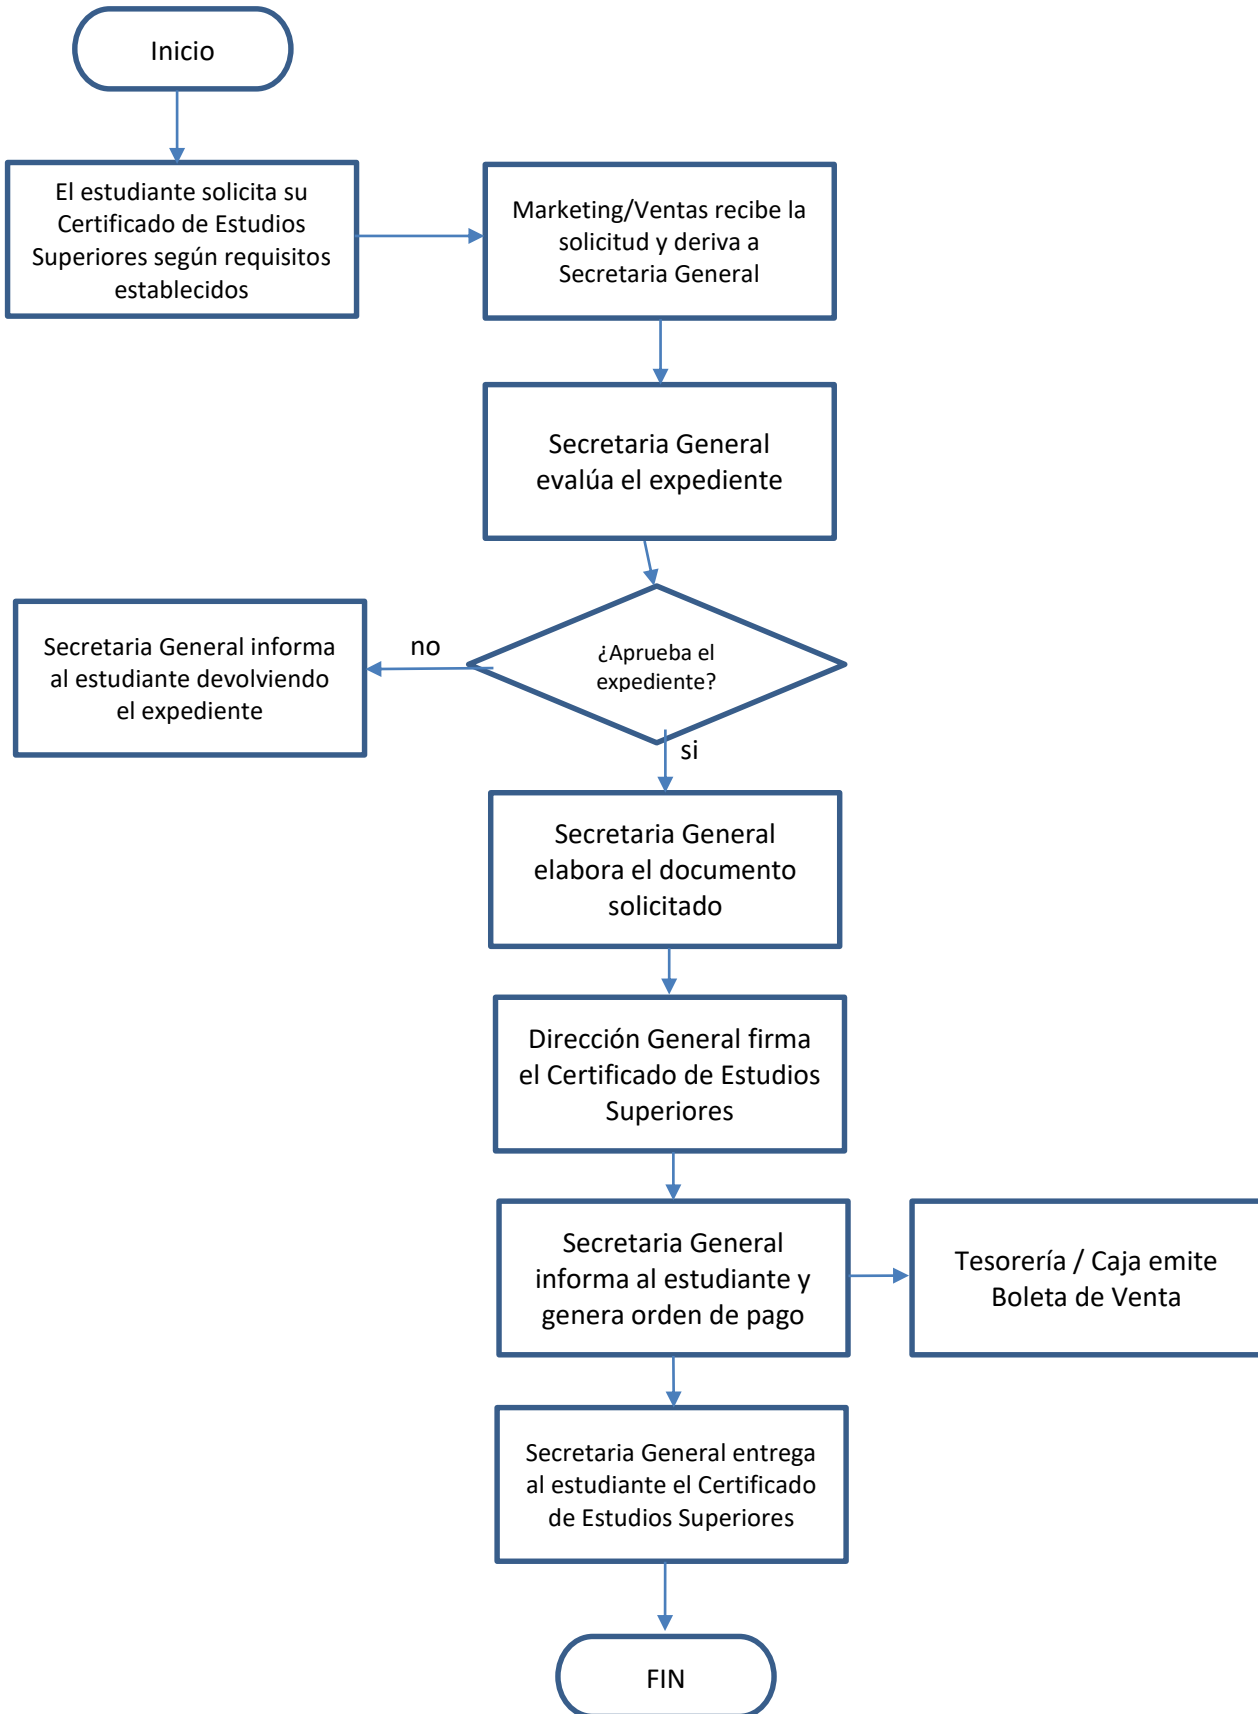 Inicio
El estudiante solicita su
Certificado de Estudios
Superiores según requisitos
establecidos
Marketing/Ventas recibe la
solicitud y deriva a
Secretaria General
Secretaria General
evalúa el expediente
¿Aprueba el
expediente?
no
Secretaria General informa
al estudiante devolviendo
el expediente
si
Secretaria General
elabora el documento
solicitado
Dirección General firma
el Certificado de Estudios
Superiores
Secretaria General
informa al estudiante y
genera orden de pago
Tesorería / Caja emite
Boleta de Venta
Secretaria General entrega
al estudiante el Certificado
de Estudios Superiores
FIN